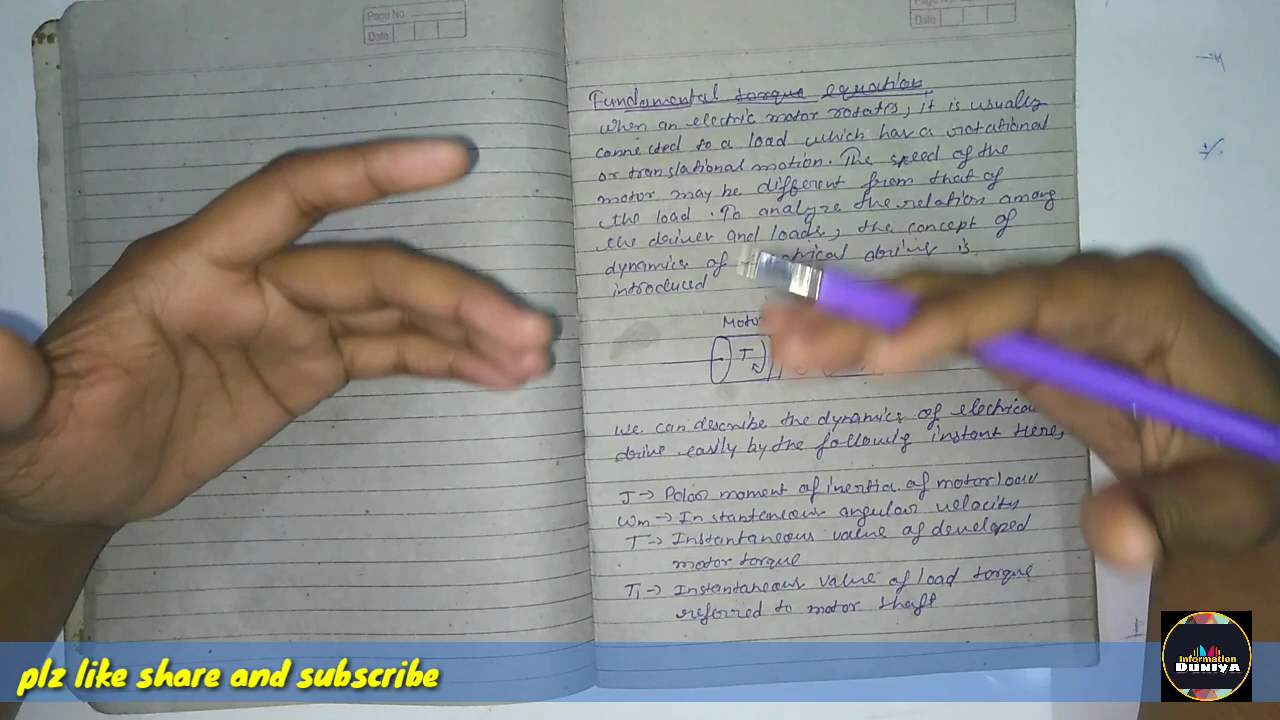 Page No.
Date
Date
Fundamental torque equation
when an electric motor rotates, it is usually
connected to a load which has a rotational
or translational motion. The speed of the
motor may be different from that of
the load. To analyze the relation among
the driver and loads, the concept of
dynamics of drives is
introduced
Motor
T
we can describe the dynamics of
drive easily by the instant Here,
J → Polar moment of inertia of motor load
Wm → Instantenious angular velocity
T → Instantaneous value of developed
motor torque
Tl → Instantaneous value of load torque
referred to motor shaft
plz like share and subscribe
Information
DUNIYA